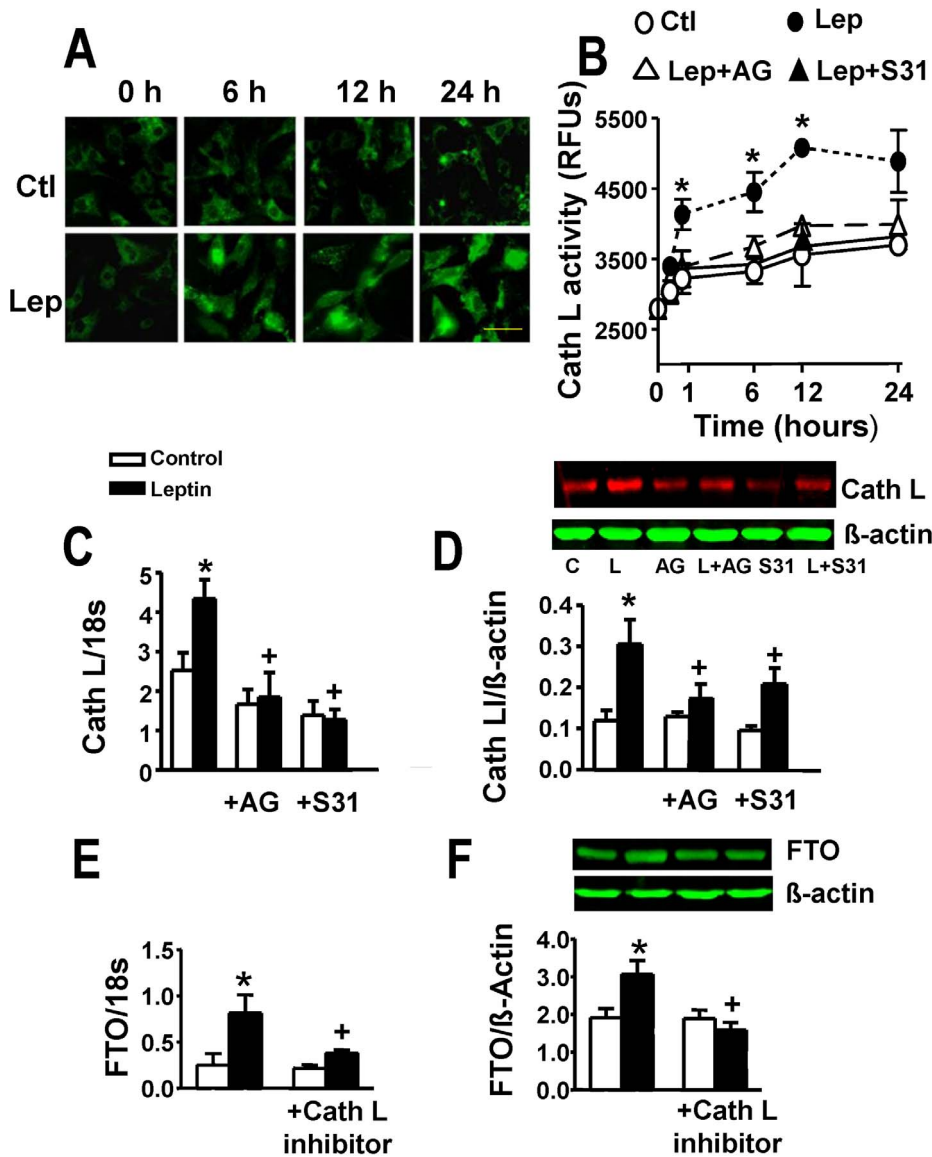 A
0 h 6 h 12 h 24 h
Ctl
Lep
B
Ctl Lep
Lep+AG Lep+S31
Cath L activity (RFUs)
5500
4500
3500
2500
* * *
0 1 6 12 24
Time (hours)
Control
Leptin
C
Cath L/18s
5
4
3
2
1
0
* + +
+AG +S31
D
Cath L
ß-actin
C L AG L+AG S31 L+S31
Cath LI/ß-actin
0.4
0.3
0.2
0.1
0.0
* + +
+AG +S31
E
FTO/18s
1.5
1.0
0.5
0.0
* +
+Cath L
inhibitor
F
FTO
ß-actin
FTO/ß-Actin
4.0
3.0
2.0
1.0
0.0
* +
+Cath L
inhibitor